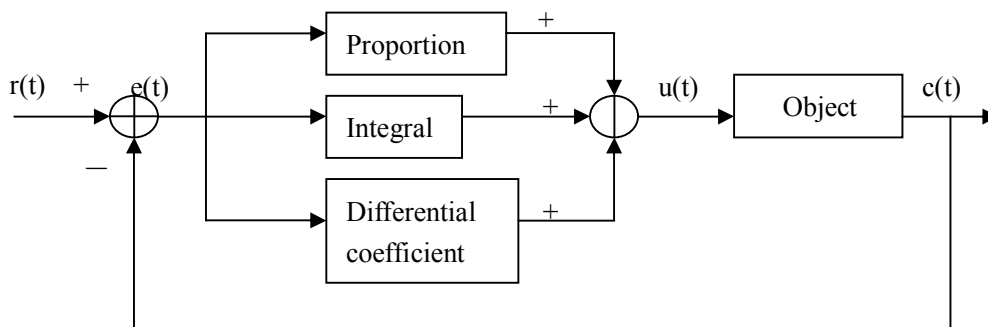 r(t)
+
e(t)
−
Proportion
+
Integral
+
Differential
coefficient
+
u(t)
Object
c(t)